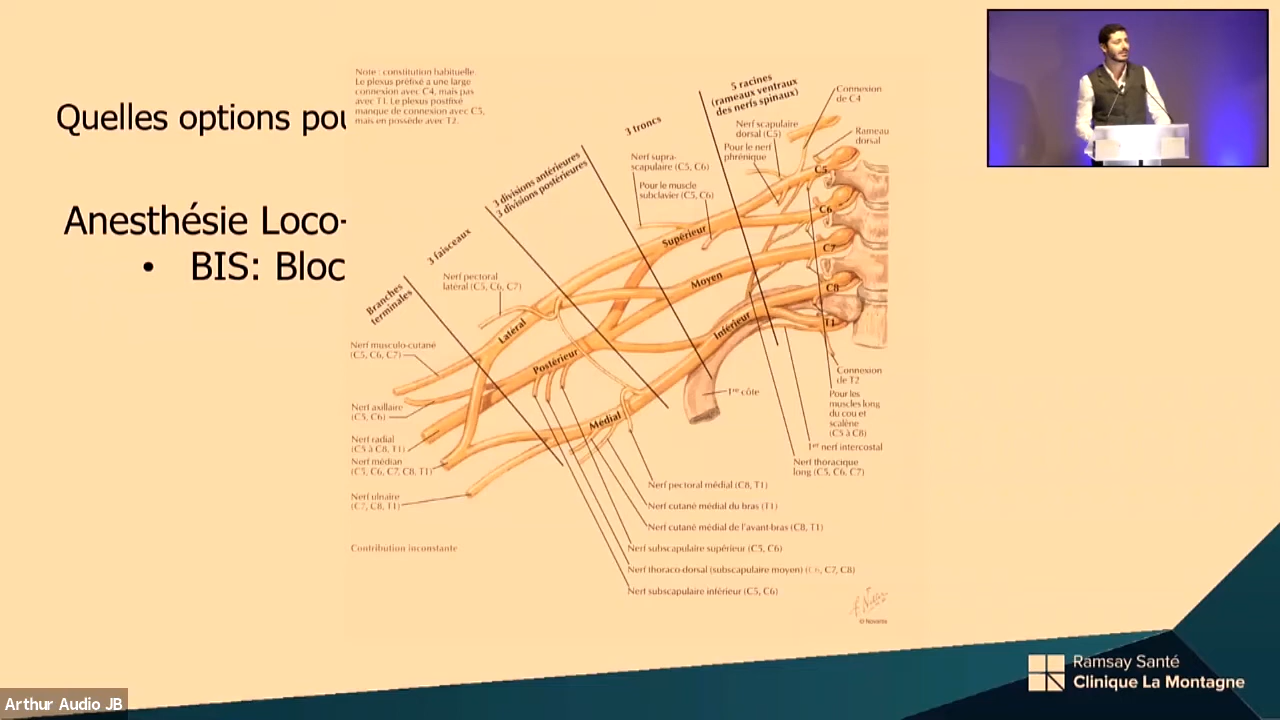 Quelles options pou
Anesthésie Loco-
• BIS: Bloc
Note : constitution habituelle.
Le plexus préfixé a une large
connexion avec C4, mais pas
avec T1. Le plexus postfixé
manque de connexion avec C5,
mais en possède avec T2.
5 racines
(rameaux ventraux
des nerfs spinaux)
3 troncs
3 divisions antérieures
3 divisions postérieures
3 faisceaux
Branches
terminales
Connexion
de C4
Nerf scapulaire
dorsal (C5)
Rameau
dorsal
Pour le nerf
phrénique
Nerf supra-
scapulaire (C5, C6)
Pour le muscle
subclavier (C5, C6)
C5
C6
C7
C8
T1
Supérieur
Moyen
Inférieur
Nerf pectoral
latéral (C5, C6, C7)
Latéral
Postérieur
Médial
Nerf musculo-cutané
(C5, C6, C7)
Nerf axillaire
(C5, C6)
Nerf radial
(C5 à C8, T1)
Nerf médian
(C5, C6, C7, C8, T1)
Nerf ulnaire
(C7, C8, T1)
1re côte
Connexion
de T2
Pour les
muscles long
du cou et
scalène
(C5 à C8)
1er nerf intercostal
Nerf thoracique
long (C5, C6, C7)
Nerf pectoral médial (C8, T1)
Nerf cutané médial du bras (T1)
Nerf cutané médial de l'avant-bras (C8, T1)
Nerf subscapulaire supérieur (C5, C6)
Nerf thoraco-dorsal (subscapulaire moyen) (C6, C7, C8)
Nerf subscapulaire inférieur (C5, C6)
Contribution inconstante
© Novartis
Ramsay Santé
Clinique La Montagne
Arthur Audio JB